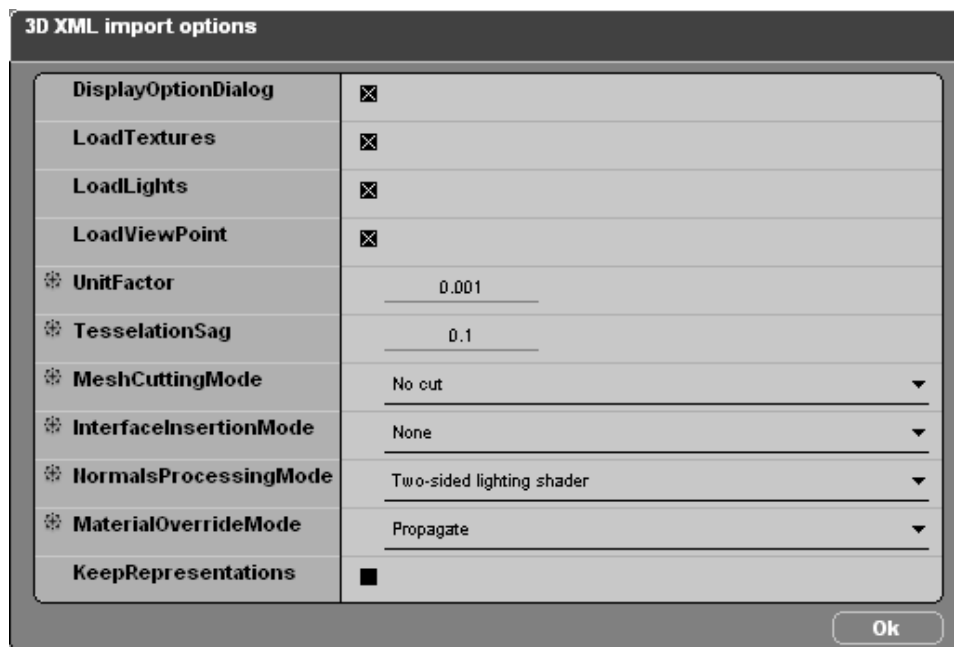 3D XML import options
DisplayOptionDialog
LoadTextures
LoadLights
LoadViewPoint
UnitFactor 0.001
TesselationSag 0.1
MeshCuttingMode No cut
InterfaceInsertionMode None
NormalsProcessingMode Two-sided lighting shader
MaterialOverrideMode Propagate
KeepRepresentations
Ok